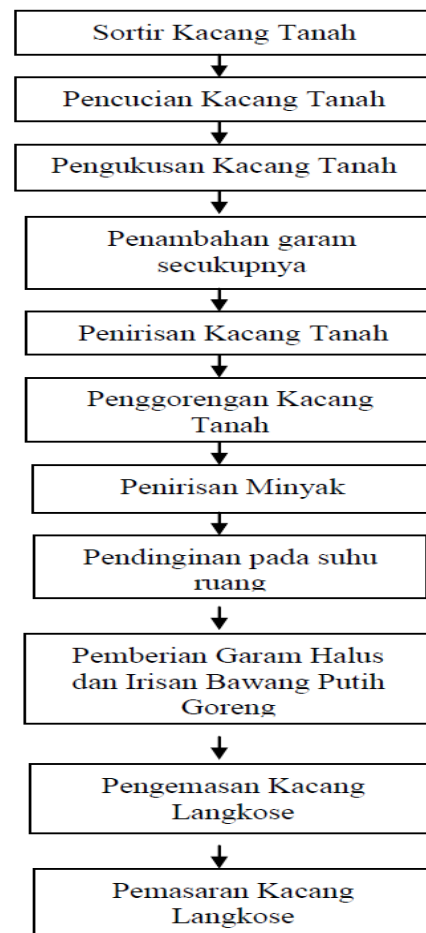 Sortir Kacang Tanah
Pencucian Kacang Tanah
Pengukusan Kacang Tanah
Penambahan garam
secukupnya
Penirisan Kacang Tanah
Penggorengan Kacang
Tanah
Penirisan Minyak
Pendinginan pada suhu
ruang
Pemberian Garam Halus
dan Irisan Bawang Putih
Goreng
Pengemasan Kacang
Langkose
Pemasaran Kacang
Langkose